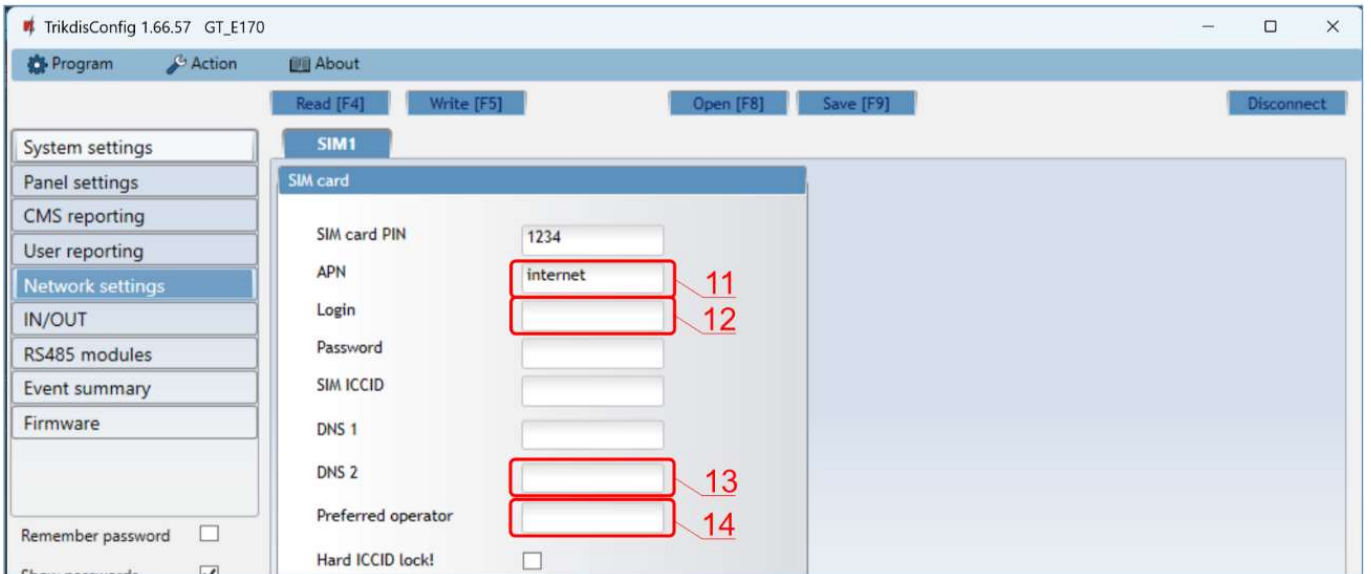 TrikdisConfig 1.66.57 GT_E170
Program Action About
Read [F4] Write [F5] Open [F8] Save [F9] Disconnect
System settings
Panel settings
CMS reporting
User reporting
Network settings
IN/OUT
RS485 modules
Event summary
Firmware
Remember password
Show passwords
SIM1
SIM card
SIM card PIN 1234
APN internet 11
Login 12
Password
SIM ICCID
DNS 1
DNS 2 13
Preferred operator 14
Hard ICCID lock!